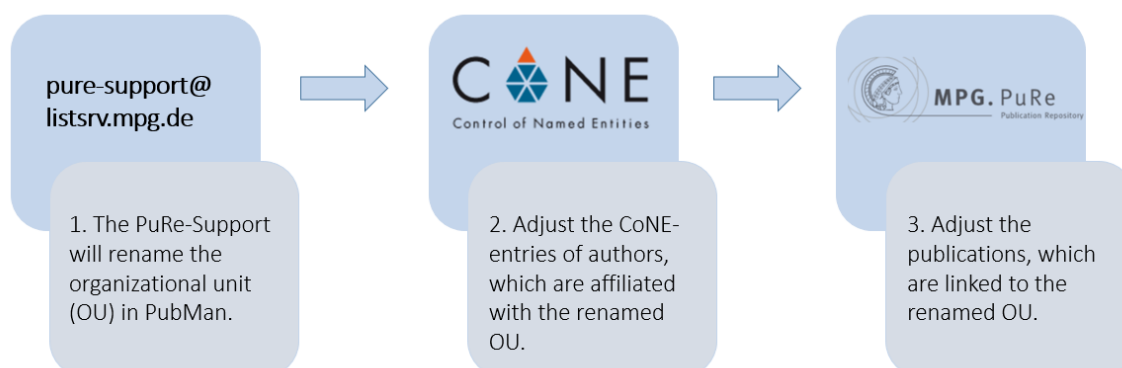 pure-support@
listsrv.mpg.de
1. The PuRe-Support
will rename the
organizational unit
(OU) in PubMan.
CONE
Control of Named Entities
2. Adjust the CoNE-
entries of authors,
which are affiliated
with the renamed
OU.
MPG. PuRe
Publication Repository
3. Adjust the
publications, which
are linked to the
renamed OU.